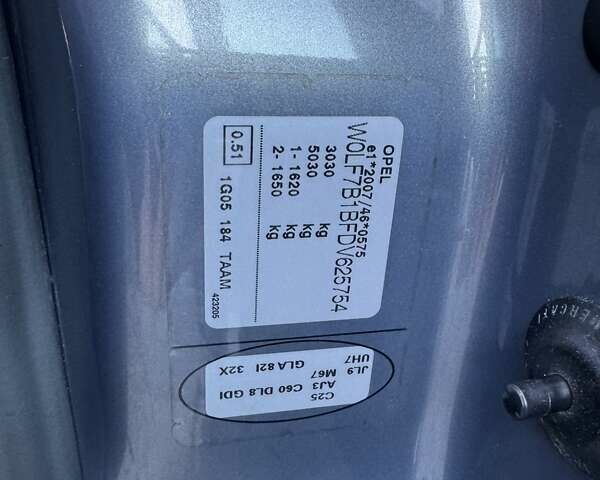 OPEL
e1*2007/46*0575
W0LF7B1BFDV625754
3030 kg
5030 kg
1- 1620 kg
2- 1650 kg
0.51 1G05 184 TAAM
423205
C25
AJ3 C60 DL8 GDI
JL9 M67 GLA 82I 32X
UH7